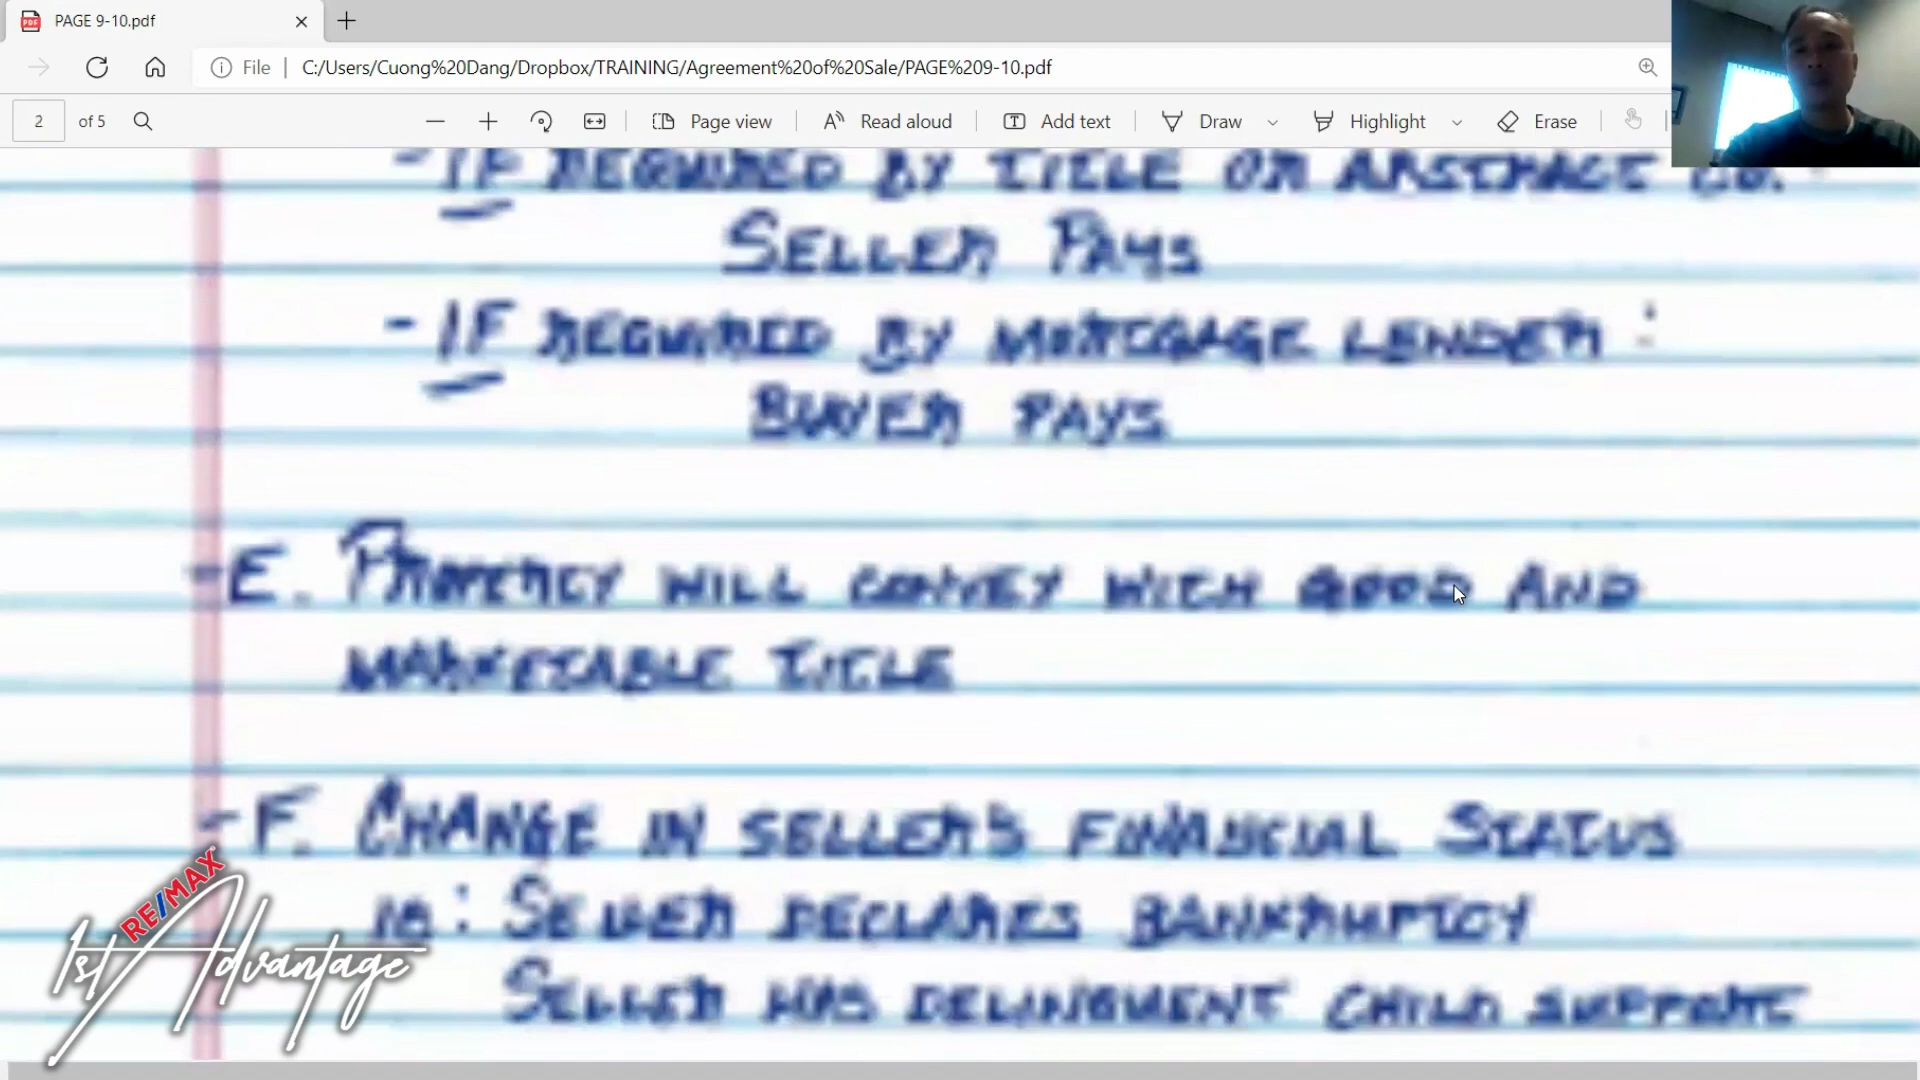 PAGE 9-10.pdf
File C:/Users/Cuong%20Dang/Dropbox/TRAINING/Agreement%20of%20Sale/PAGE%209-10.pdf
2 of 5 Page view Read aloud Add text Draw Highlight Erase
- IF REQUIRED BY TITLE OR ABSTRACT CO. :
SELLER PAYS
- IF REQUIRED BY MORTGAGE LENDER :
BUYER PAYS
- E. PROPERTY WILL CONVEY WITH GOOD AND
MARKETABLE TITLE
- F. CHANGE IN SELLER'S FINANCIAL STATUS
IE: SELLER DECLARES BANKRUPTCY
SELLER HAS DELINQUENT CHILD SUPPORT
RE/MAX
1st Advantage